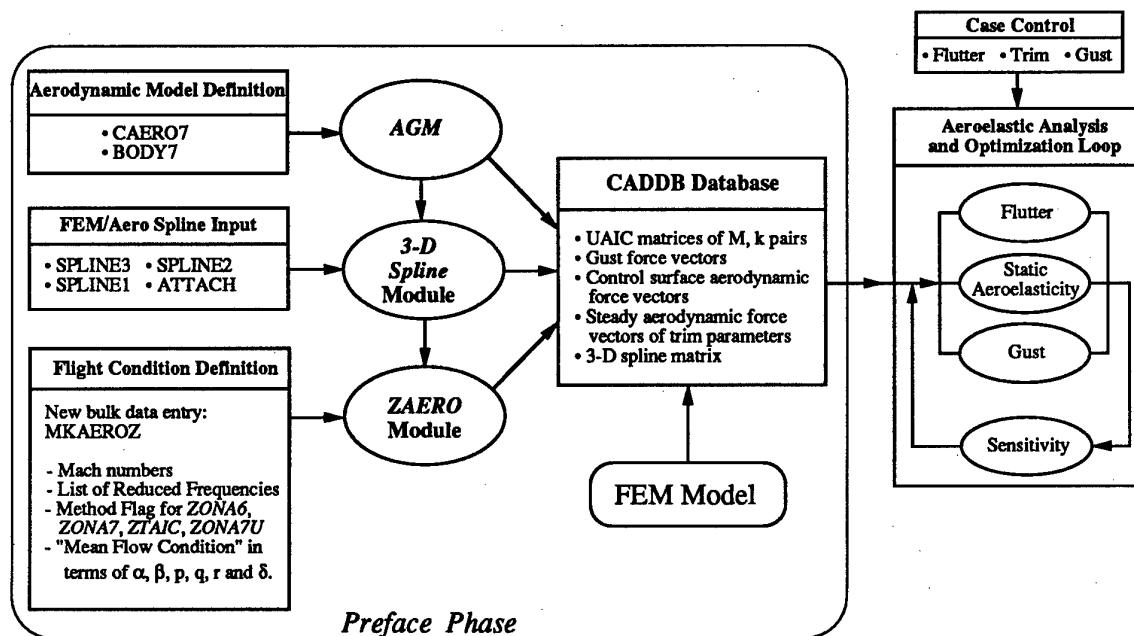 Case Control
• Flutter • Trim • Gust
Aerodynamic Model Definition
• CAERO7
• BODY7
AGM
FEM/Aero Spline Input
• SPLINE3 • SPLINE2
• SPLINE1 • ATTACH
3-D
Spline
Module
Flight Condition Definition
New bulk data entry:
MKAEROZ
- Mach numbers
- List of Reduced Frequencies
- Method Flag for ZONA6,
ZONA7, ZTAIC, ZONA7U
- "Mean Flow Condition" in
terms of α, β, p, q, r and δ.
ZAERO
Module
CADDB Database
• UAIC matrices of M, k pairs
• Gust force vectors
• Control surface aerodynamic
force vectors
• Steady aerodynamic force
vectors of trim parameters
• 3-D spline matrix
FEM Model
Preface Phase
Aeroelastic Analysis
and Optimization Loop
Flutter
Static
Aeroelasticity
Gust
Sensitivity